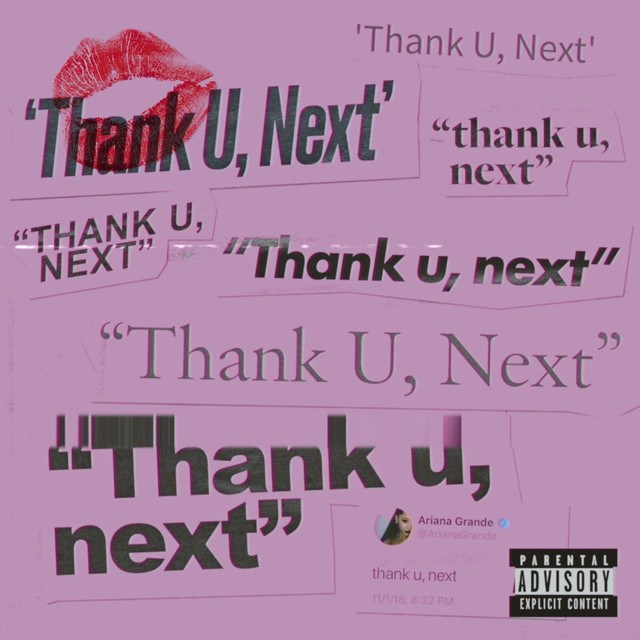 'Thank U, Next'
‘Thank U, Next’
“thank u,
next”
“THANK U,
NEXT”
“Thank u, next”
“Thank U, Next”
“Thank u,
next”
Ariana Grande
@ArianaGrande
thank u, next
11/1/18, 8:32 PM
PARENTAL
ADVISORY
EXPLICIT CONTENT